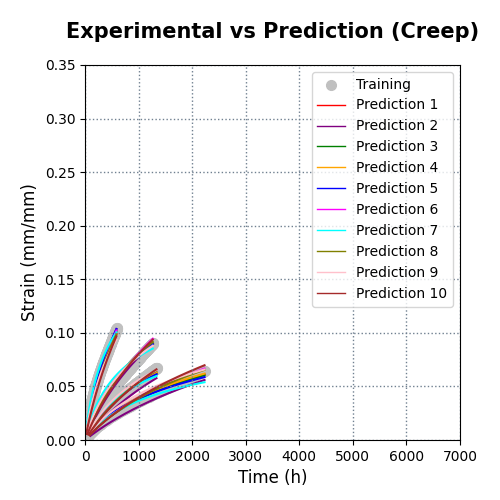 Experimental vs Prediction (Creep)
0.35
0.30
0.25
0.20
0.15
0.10
0.05
0.00
Strain (mm/mm)
Training
Prediction 1
Prediction 2
Prediction 3
Prediction 4
Prediction 5
Prediction 6
Prediction 7
Prediction 8
Prediction 9
Prediction 10
0 1000 2000 3000 4000 5000 6000 7000
Time (h)